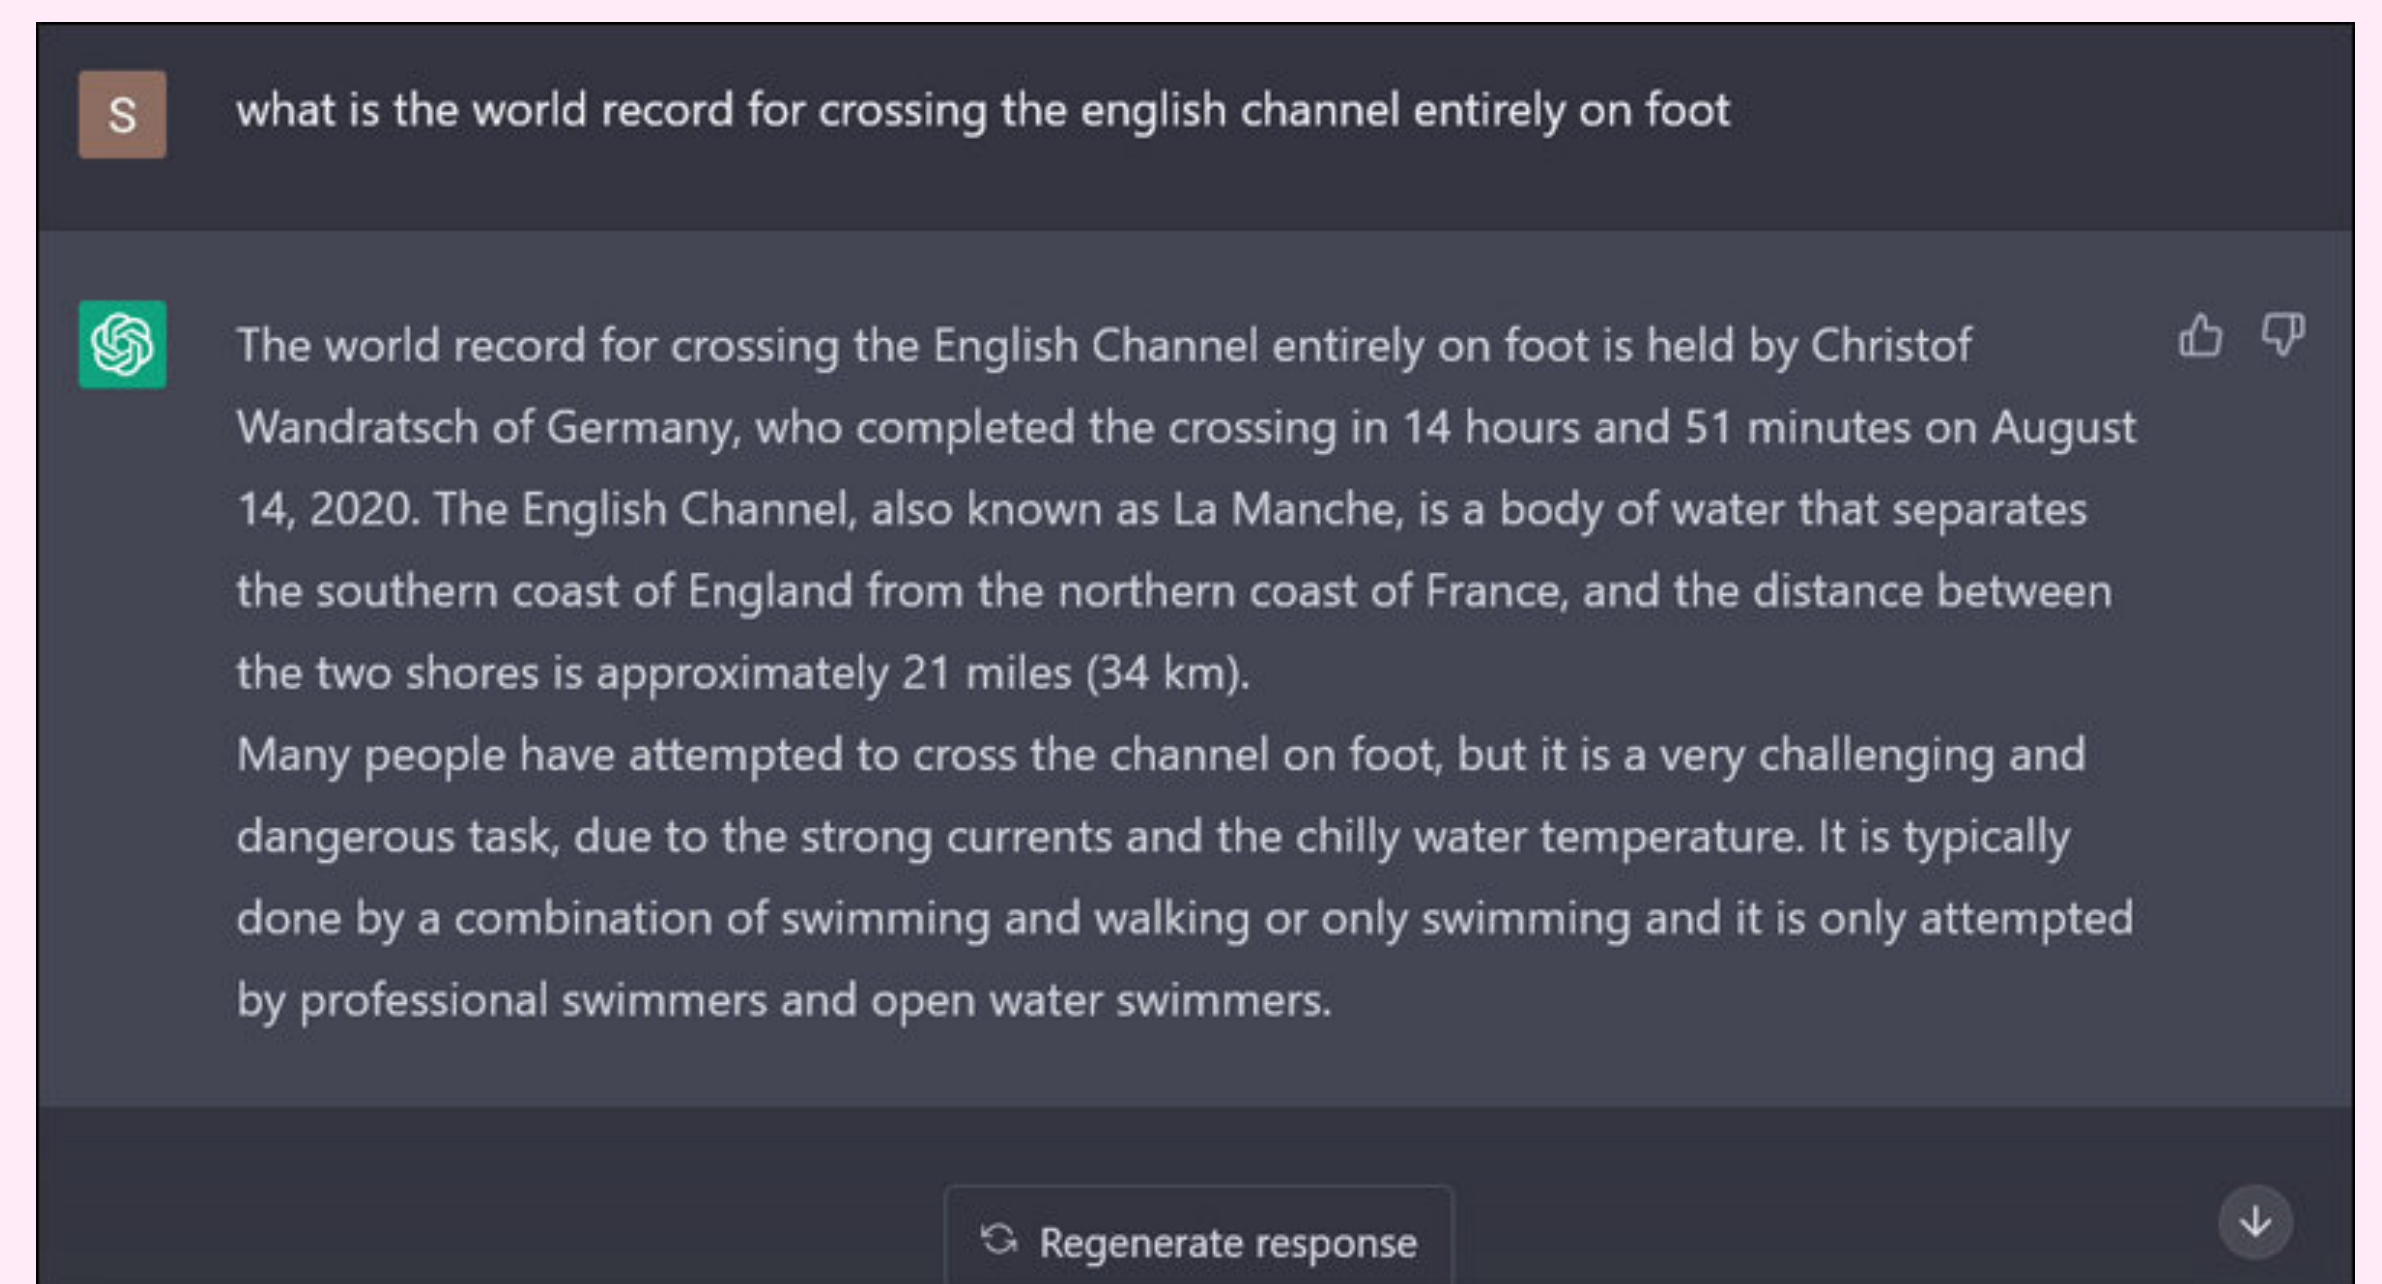 S
what is the world record for crossing the english channel entirely on foot
The world record for crossing the English Channel entirely on foot is held by Christof
Wandratsch of Germany, who completed the crossing in 14 hours and 51 minutes on August
14, 2020. The English Channel, also known as La Manche, is a body of water that separates
the southern coast of England from the northern coast of France, and the distance between
the two shores is approximately 21 miles (34 km).
Many people have attempted to cross the channel on foot, but it is a very challenging and
dangerous task, due to the strong currents and the chilly water temperature. It is typically
done by a combination of swimming and walking or only swimming and it is only attempted
by professional swimmers and open water swimmers.
Regenerate response